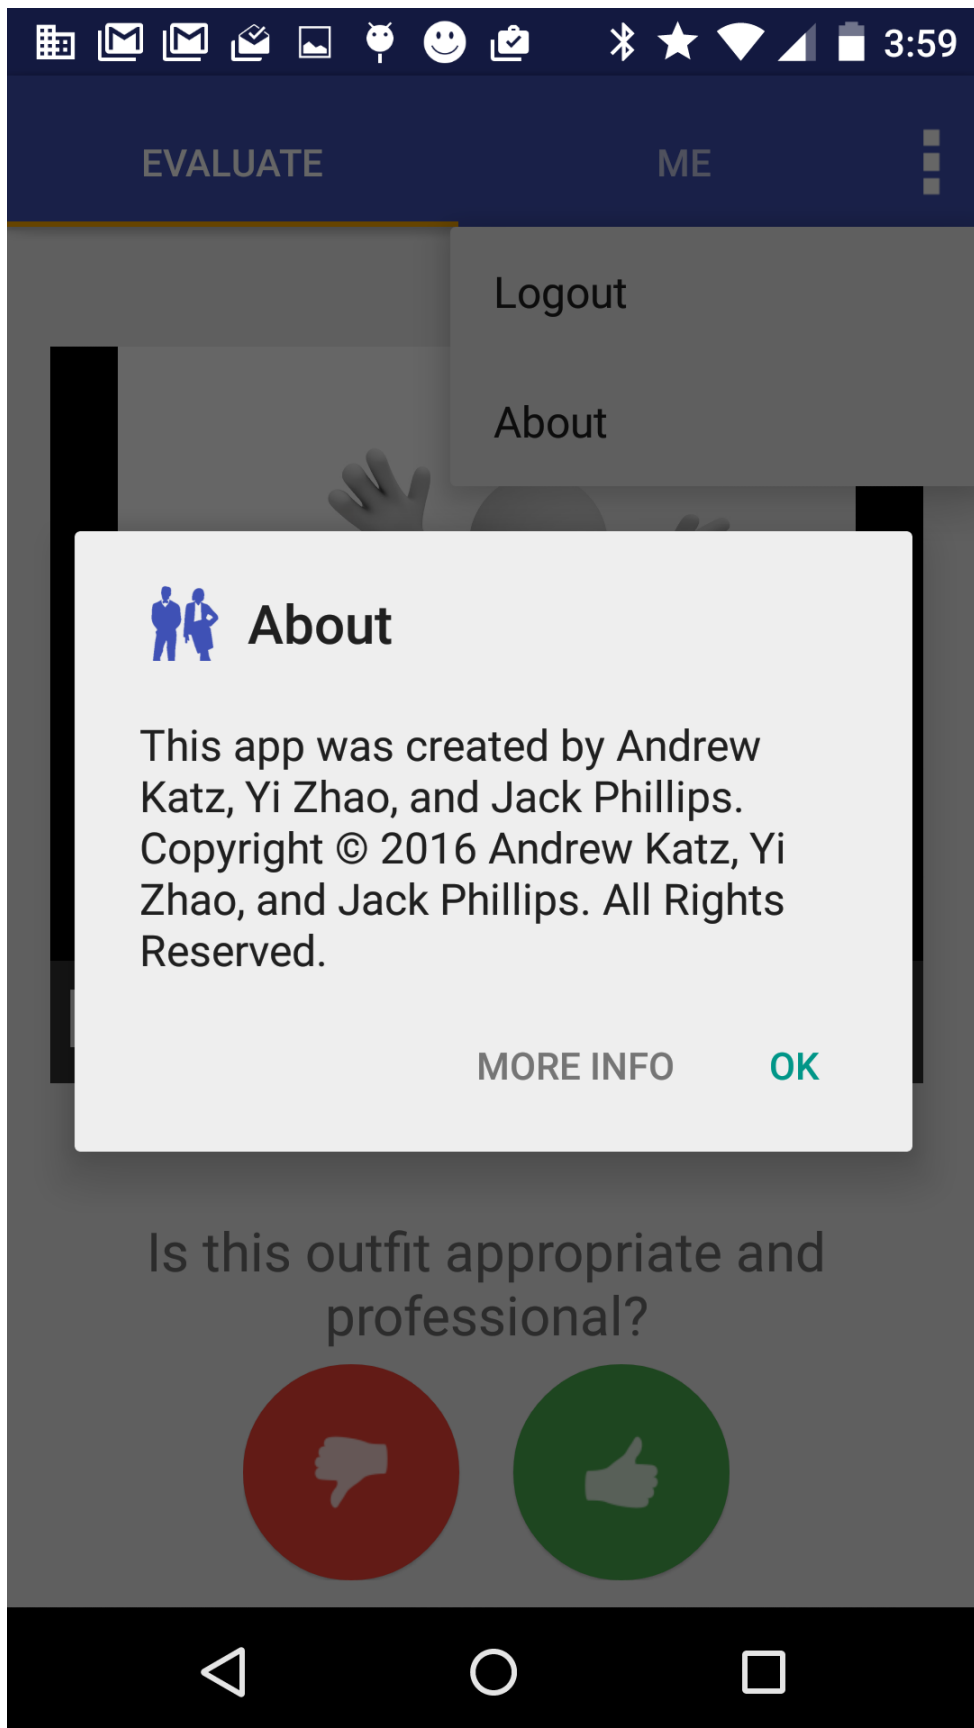 3:59
EVALUATE
ME
Logout
About
About
This app was created by Andrew
Katz, Yi Zhao, and Jack Phillips.
Copyright © 2016 Andrew Katz, Yi
Zhao, and Jack Phillips. All Rights
Reserved.
MORE INFO
OK
Is this outfit appropriate and
professional?